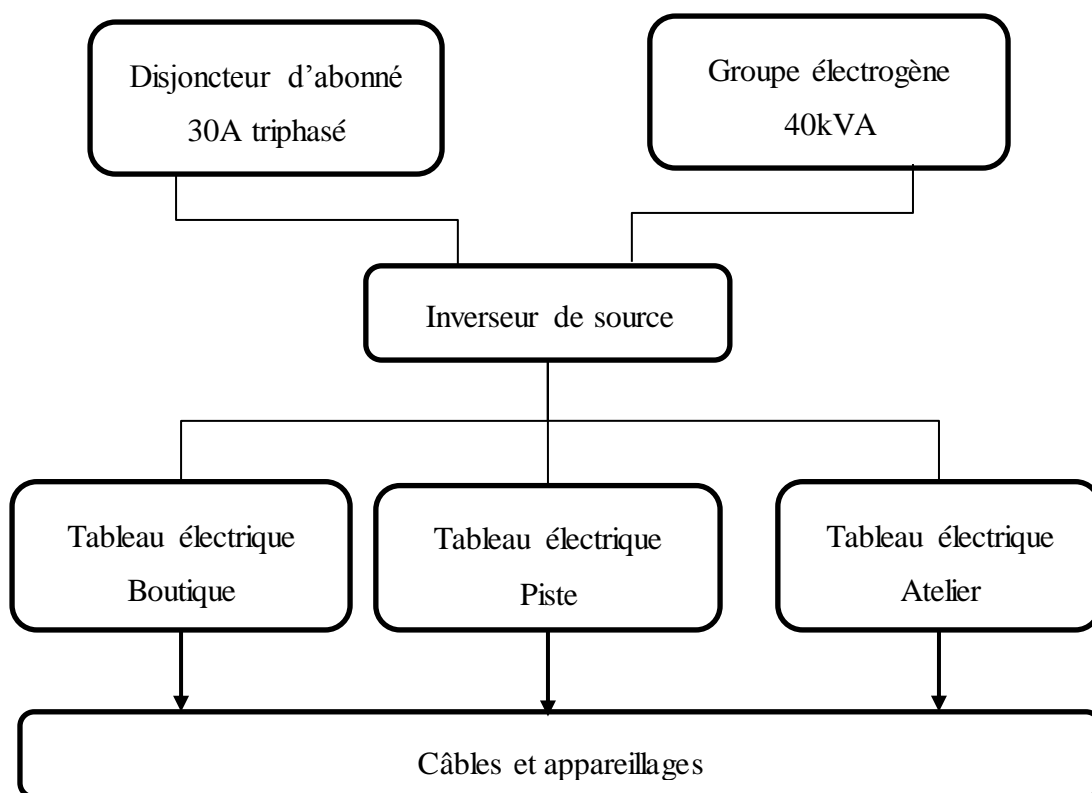 Disjoncteur d'abonné
30A triphasé
Groupe électrogène
40kVA
Inverseur de source
Tableau électrique
Boutique
Tableau électrique
Piste
Tableau électrique
Atelier
Câbles et appareillages